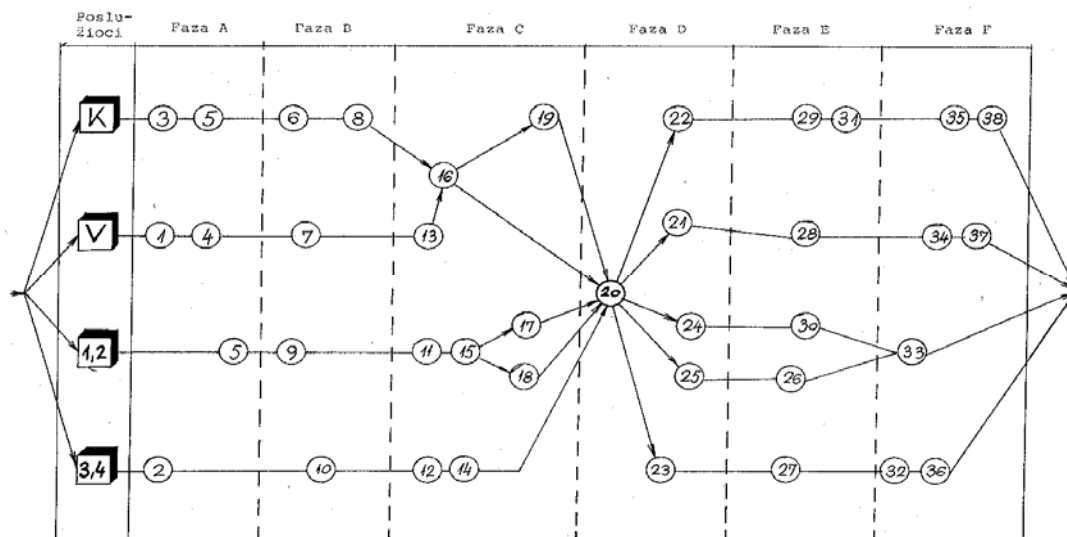 Poslu-
žioci
Faza A Faza B Faza C Faza D Faza E Faza F
K 3 5 6 8 19 22 29 31 35 38
16
V 1 4 7 13 21 28 34 37
20
17 24 30
1,2 5 9 11 15 33
18 25 26
3,4 2 10 12 14 23 27 32 36